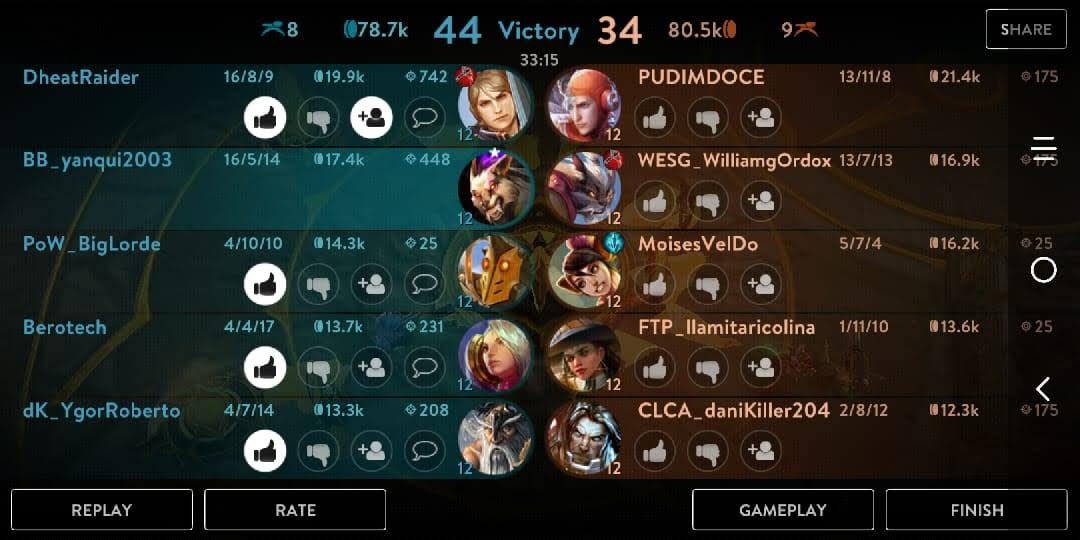 8 78.7k 44 Victory 34 80.5k 9 SHARE
33:15
DheatRaider 16/8/9 19.9k 742 12 12 PUDIMDOCE 13/11/8 21.4k 175
BB_yanqui2003 16/5/14 17.4k 448 12 12 WESG_WilliamgOrdox 13/7/13 16.9k 175
PoW_BigLorde 4/10/10 14.3k 25 12 12 MoisesVelDo 5/7/4 16.2k 25
Berotech 4/4/17 13.7k 231 12 12 FTP_llamitaricolina 1/11/10 13.6k 25
dK_YgorRoberto 4/7/14 13.3k 208 12 12 CLCA_daniKiller204 2/8/12 12.3k 175
REPLAY RATE GAMEPLAY FINISH